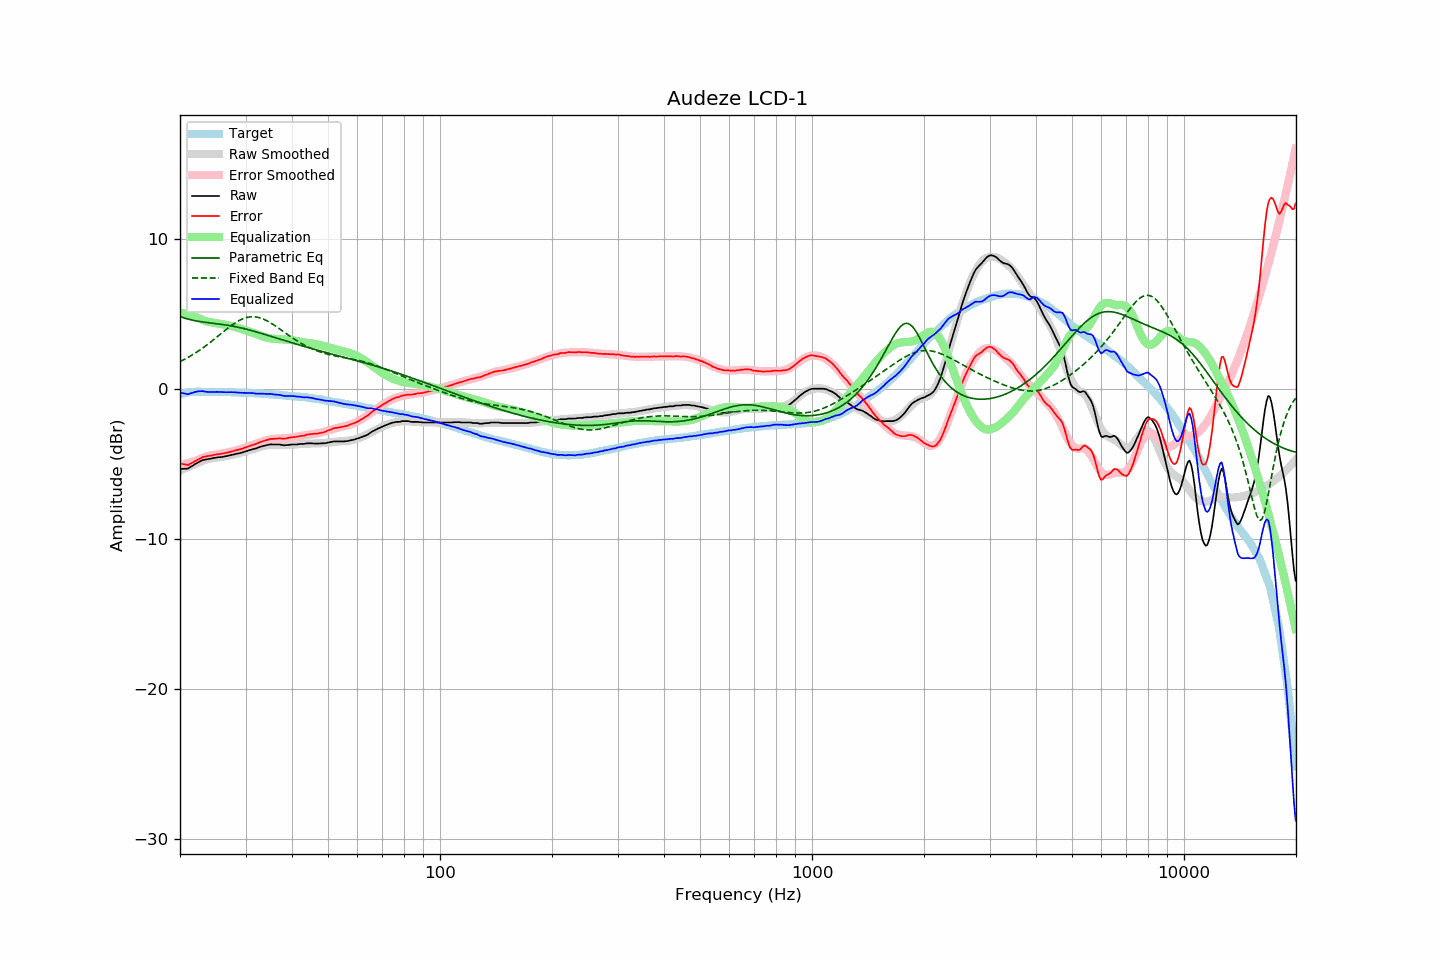 Audeze LCD-1
Target
Raw Smoothed
Error Smoothed
Raw
Error
Equalization
Parametric Eq
Fixed Band Eq
Equalized
10
0
−10
−20
−30
Amplitude (dBr)
100
1000
10000
Frequency (Hz)